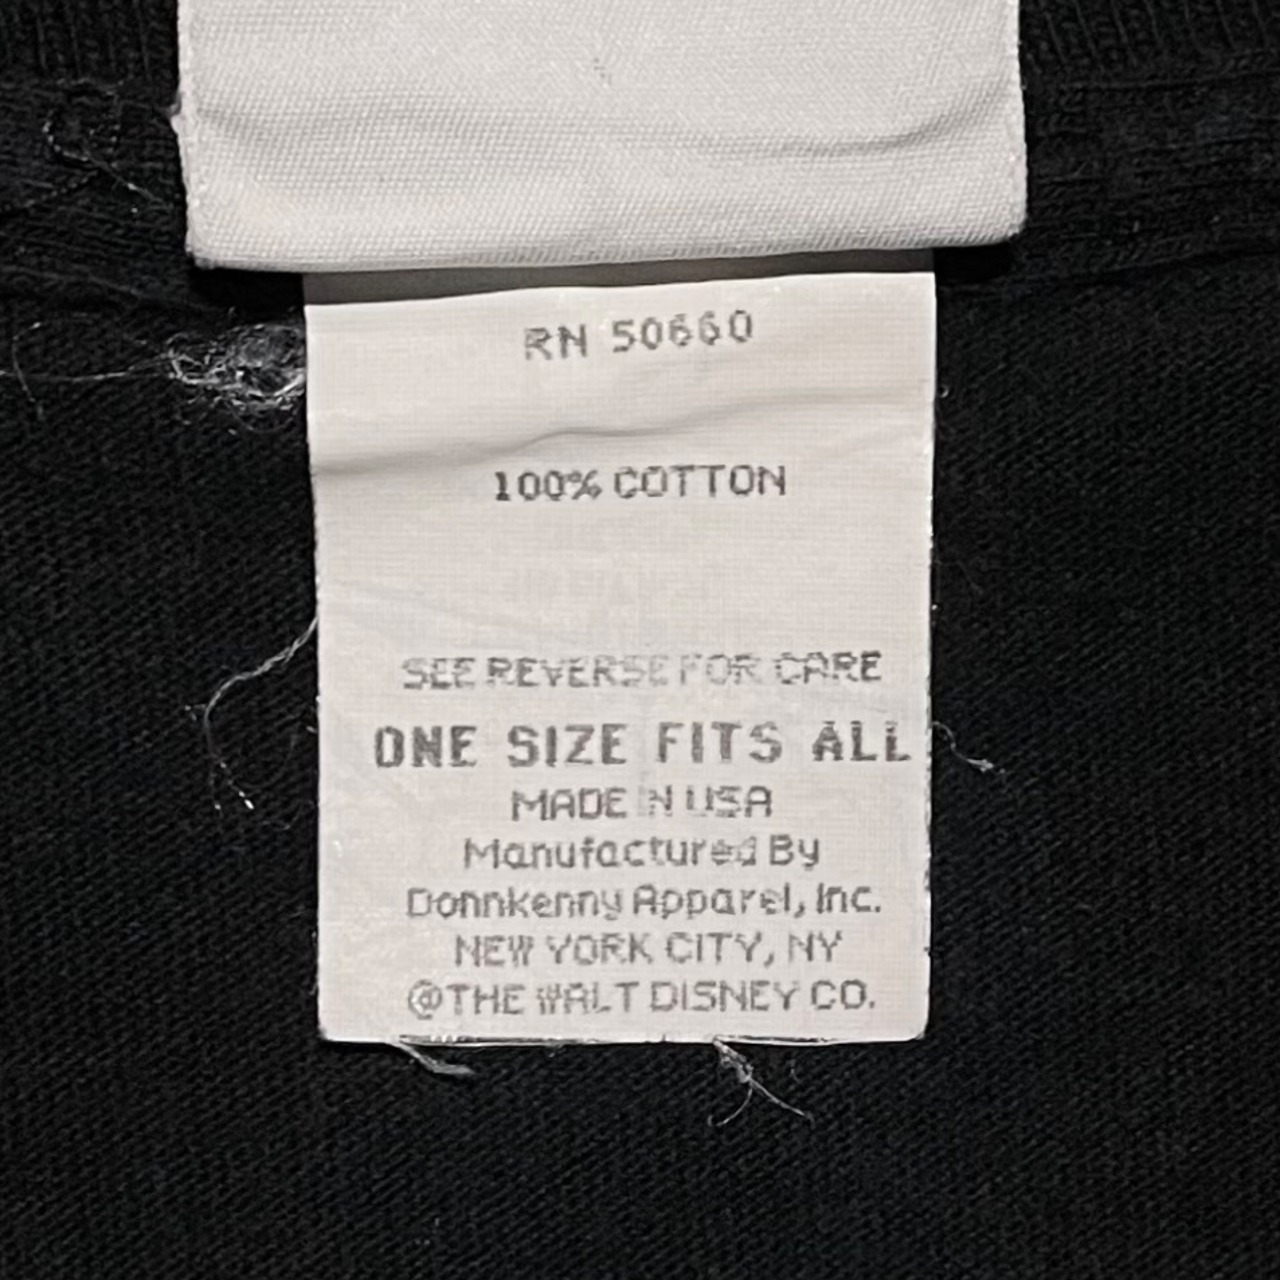 RN 50660
100% COTTON
SEE REVERSE FOR CARE
ONE SIZE FITS ALL
MADE IN USA
Manufactured By
Donnkenny Apparel, Inc.
NEW YORK CITY, NY
@THE WALT DISNEY CO.